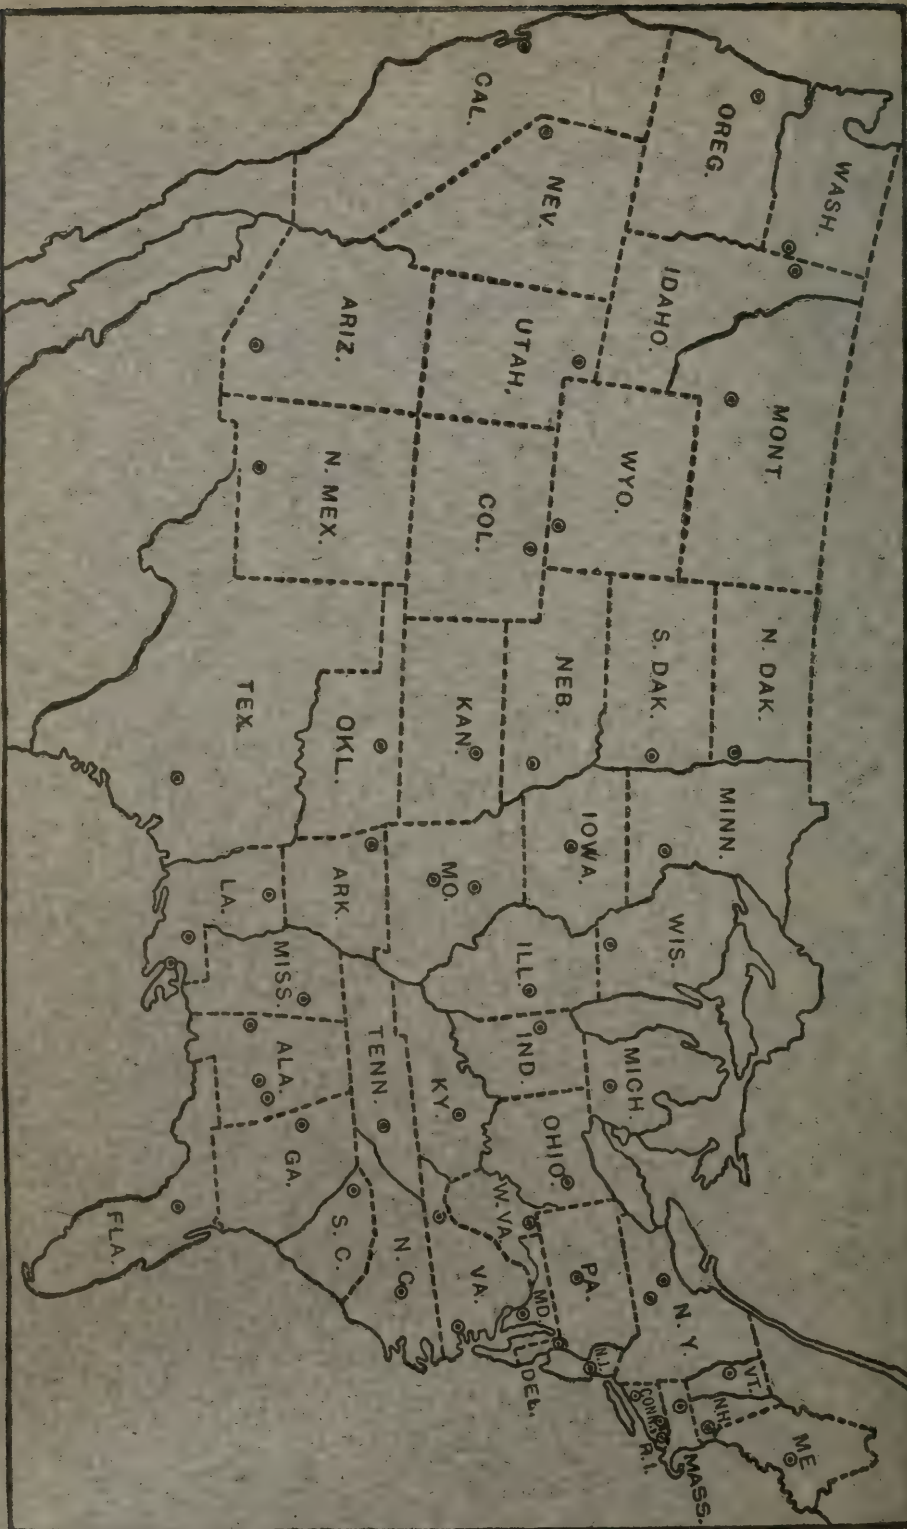 WASH.
OREG.
CAL.
NEV.
IDAHO.
MONT.
WYO.
UTAH,
COL.
ARIZ.
N. MEX.
N. DAK.
S. DAK.
NEB.
KAN.
OKL.
TEX.
MINN.
IOWA.
MO.
ARK.
LA.
WIS.
ILL.
MICH.
IND.
OHIO.
KY.
TENN.
MISS.
ALA.
GA.
FLA.
S. C.
N. C.
VA.
W. VA.
MD.
DEL.
PA.
N. J.
N. Y.
CONN.
R. I.
MASS.
VT.
N.H.
ME